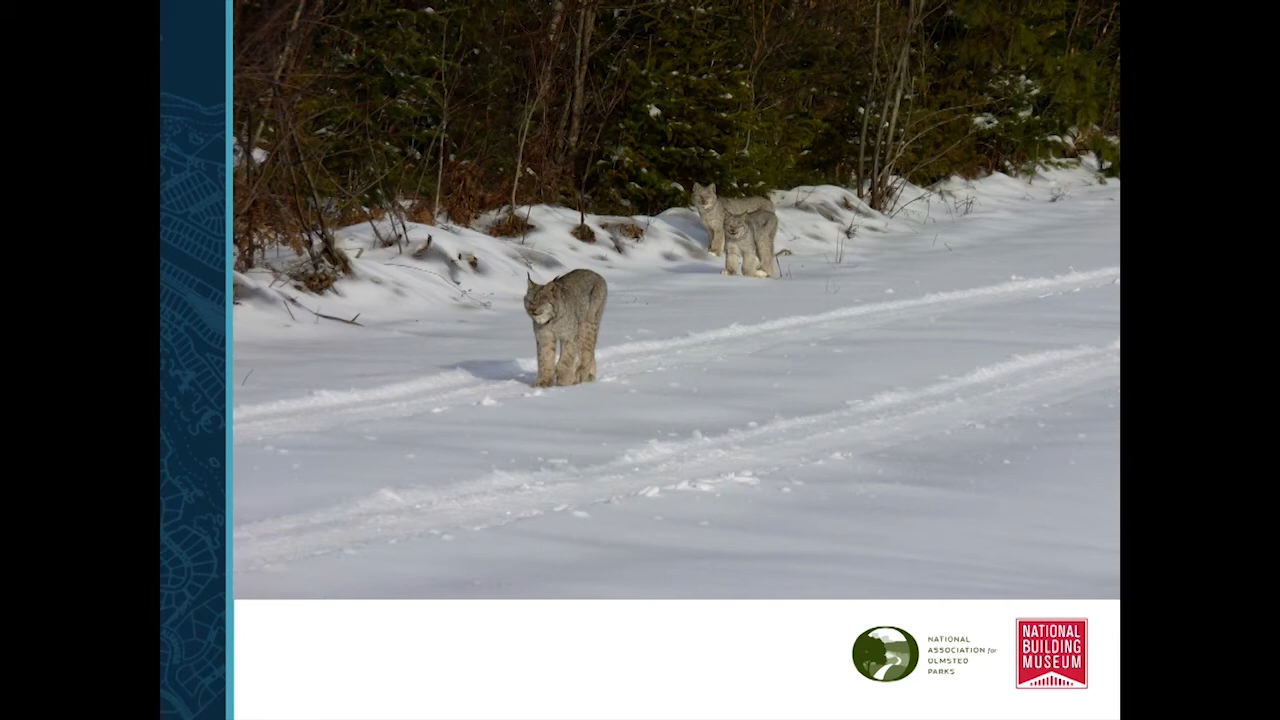 NATIONAL
ASSOCIATION for
OLMSTED
PARKS
NATIONAL
BUILDING
MUSEUM